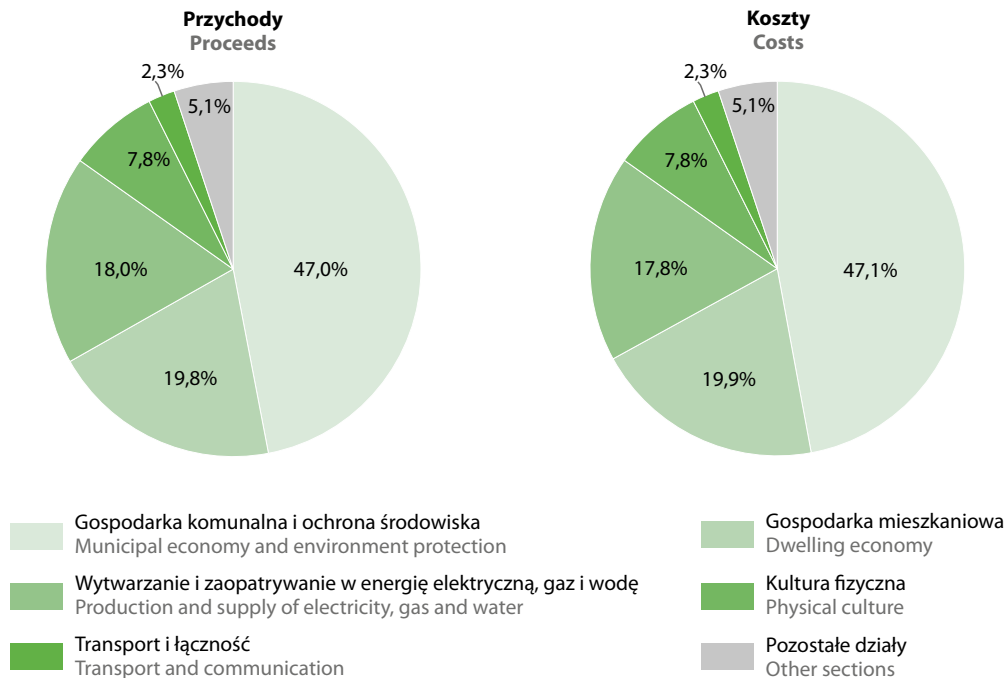 Przychody
Proceeds
2,3%
5,1%
7,8%
18,0%
47,0%
19,8%
Koszty
Costs
2,3%
5,1%
7,8%
17,8%
47,1%
19,9%
Gospodarka komunalna i ochrona środowiska
Municipal economy and environment protection
Gospodarka mieszkaniowa
Dwelling economy
Wytwarzanie i zaopatrywanie w energię elektryczną, gaz i wodę
Production and supply of electricity, gas and water
Kultura fizyczna
Physical culture
Transport i łączność
Transport and communication
Pozostałe działy
Other sections